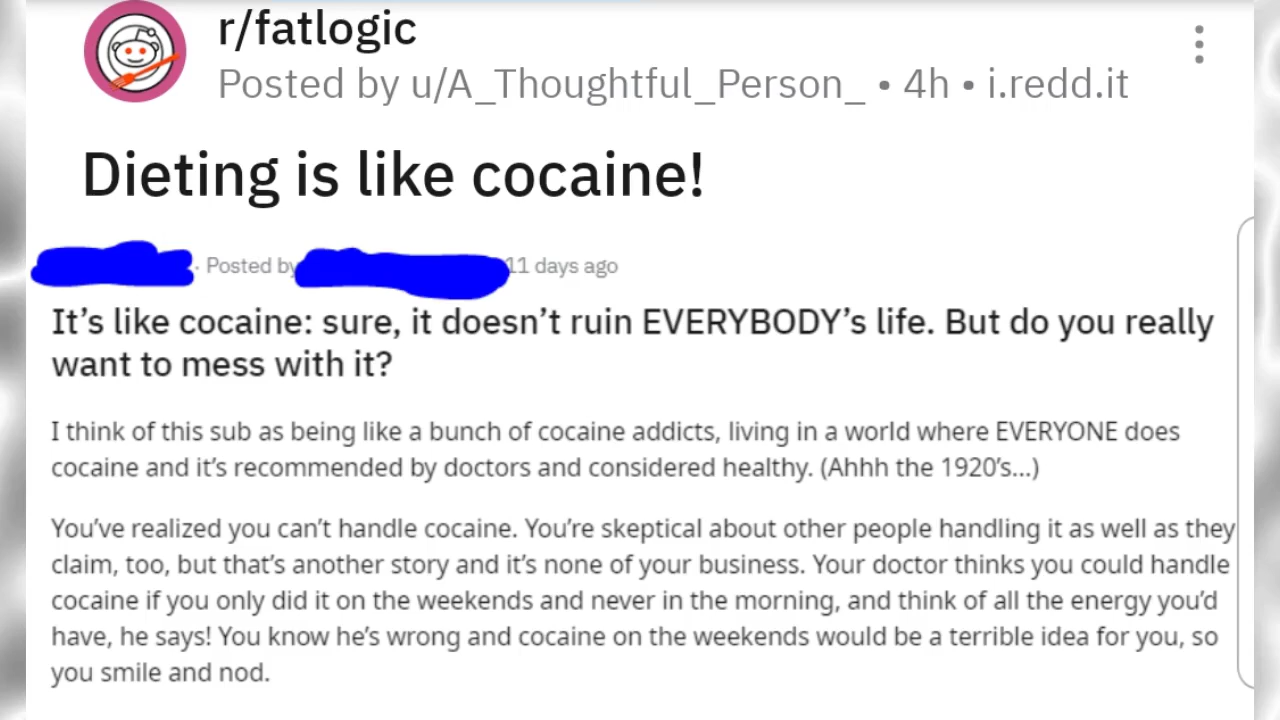 r/fatlogic
Posted by u/A_Thoughtful_Person_ • 4h • i.redd.it
Dieting is like cocaine!
· Posted by 11 days ago
It’s like cocaine: sure, it doesn’t ruin EVERYBODY’s life. But do you really
want to mess with it?
I think of this sub as being like a bunch of cocaine addicts, living in a world where EVERYONE does
cocaine and it’s recommended by doctors and considered healthy. (Ahhh the 1920’s...)
You’ve realized you can’t handle cocaine. You’re skeptical about other people handling it as well as they
claim, too, but that’s another story and it’s none of your business. Your doctor thinks you could handle
cocaine if you only did it on the weekends and never in the morning, and think of all the energy you’d
have, he says! You know he’s wrong and cocaine on the weekends would be a terrible idea for you, so
you smile and nod.